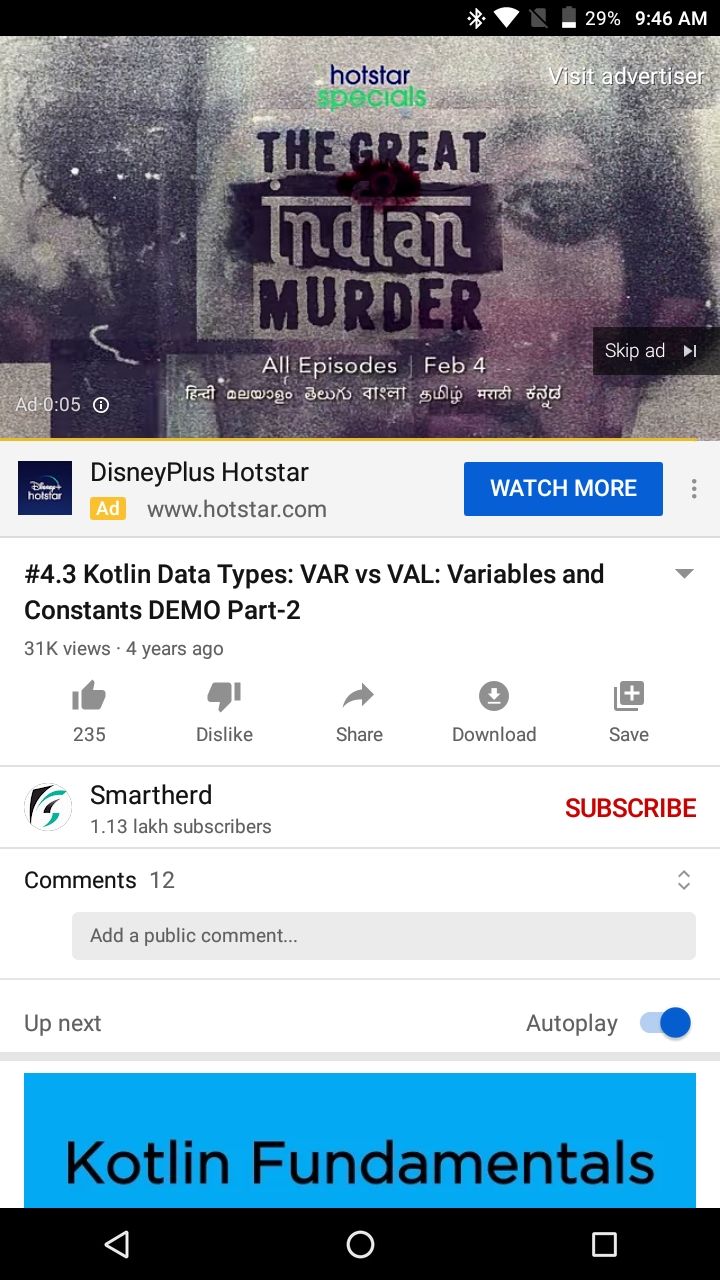 29% 9:46 AM
hotstar
specials
Visit advertiser
THE GREAT
Indian
MURDER
Skip ad
All Episodes | Feb 4
हिन्दी മലയാളം తెలుగు বাংলা தமிழ் मराठी ಕನ್ನಡ
Ad·0:05
Disney+
hotstar
DisneyPlus Hotstar
Ad www.hotstar.com
WATCH MORE
#4.3 Kotlin Data Types: VAR vs VAL: Variables and
Constants DEMO Part-2
31K views · 4 years ago
235 Dislike Share Download Save
Smartherd
1.13 lakh subscribers
SUBSCRIBE
Comments 12
Add a public comment...
Up next Autoplay
Kotlin Fundamentals